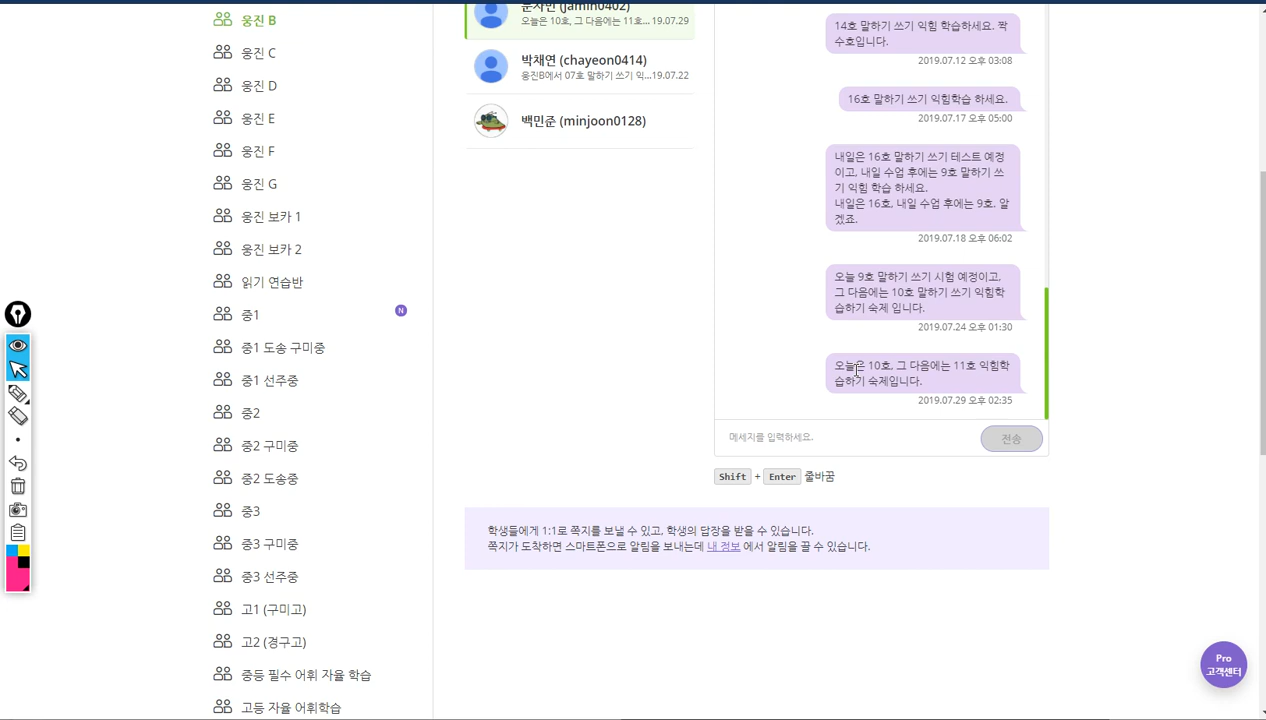 웅진 B
웅진 C
웅진 D
웅진 E
웅진 F
웅진 G
웅진 보카 1
웅진 보카 2
읽기 연습반
중1
N
중1 도송 구미중
중1 선주중
중2
중2 구미중
중2 도송중
중3
중3 구미중
중3 선주중
고1 (구미고)
고2 (경구고)
중등 필수 어휘 자율 학습
고등 자율 어휘학습
(jamin0402)
오늘은 10호, 그 다음에는 11호... 19.07.29
박채연 (chayeon0414)
웅진B에서 07호 말하기 쓰기 익...19.07.22
백민준 (minjoon0128)
14호 말하기 쓰기 익힘 학습하세요. 짝
수호입니다.
2019.07.12 오후 03:08
16호 말하기 쓰기 익힘학습 하세요.
2019.07.17 오후 05:00
내일은 16호 말하기 쓰기 테스트 예정
이고, 내일 수업 후에는 9호 말하기 쓰
기 익힘 학습 하세요.
내일은 16호, 내일 수업 후에는 9호, 알
겠죠.
2019.07.18 오후 06:02
오늘 9호 말하기 쓰기 시험 예정이고,
그 다음에는 10호 말하기 쓰기 익힘학
습하기 숙제 입니다.
2019.07.24 오후 01:30
오늘은 10호, 그 다음에는 11호 익힘학
습하기 숙제입니다.
2019.07.29 오후 02:35
메세지를 입력하세요.
전송
Shift + Enter 줄바꿈
학생들에게 1:1로 쪽지를 보낼 수 있고, 학생의 답장을 받을 수 있습니다.
쪽지가 도착하면 스마트폰으로 알림을 보내는데 내 정보 에서 알림을 끌 수 있습니다.
Pro
고객센터